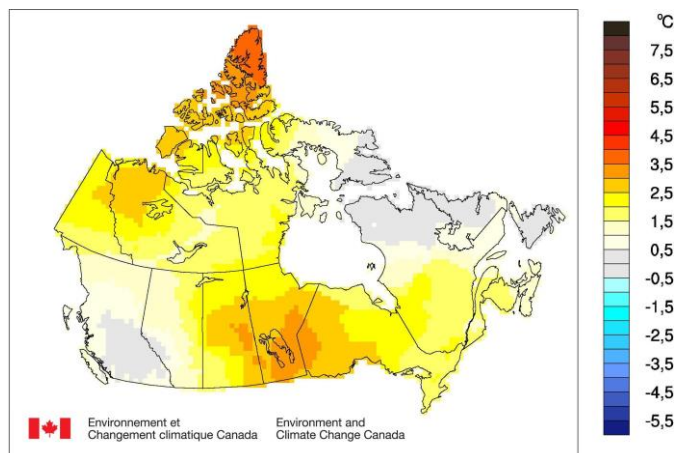 °C
7,5
6,5
5,5
4,5
3,5
2,5
1,5
0,5
-0,5
-1,5
-2,5
-3,5
-4,5
-5,5
Environnement et
Changement climatique Canada
Environment and
Climate Change Canada